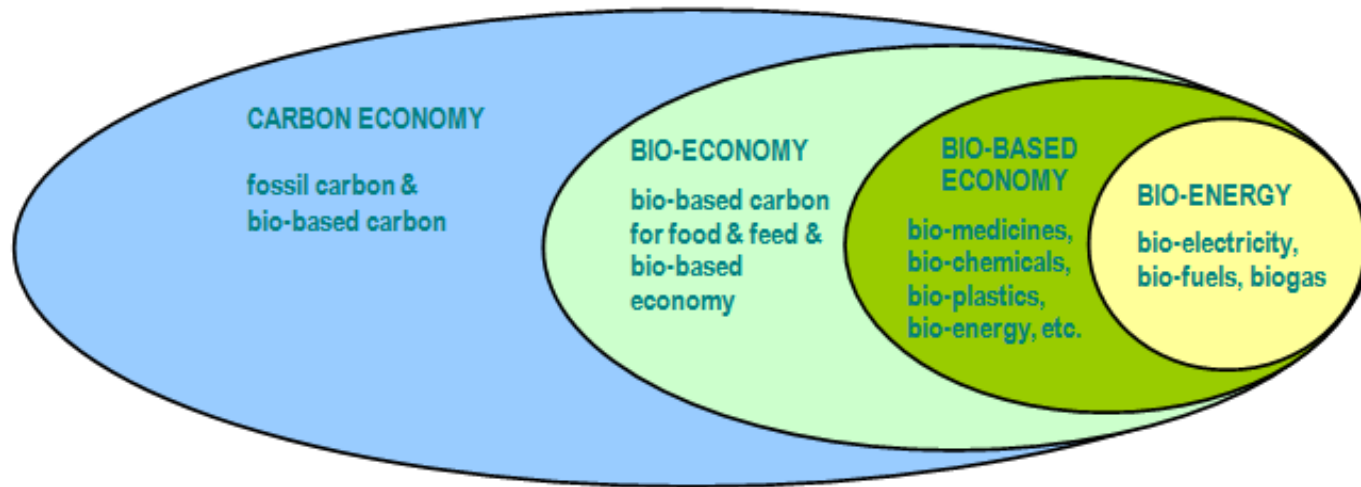 CARBON ECONOMY
fossil carbon &
bio-based carbon
BIO-ECONOMY
bio-based carbon
for food & feed &
bio-based
economy
BIO-BASED
ECONOMY
bio-medicines,
bio-chemicals,
bio-plastics,
bio-energy, etc.
BIO-ENERGY
bio-electricity,
bio-fuels, biogas